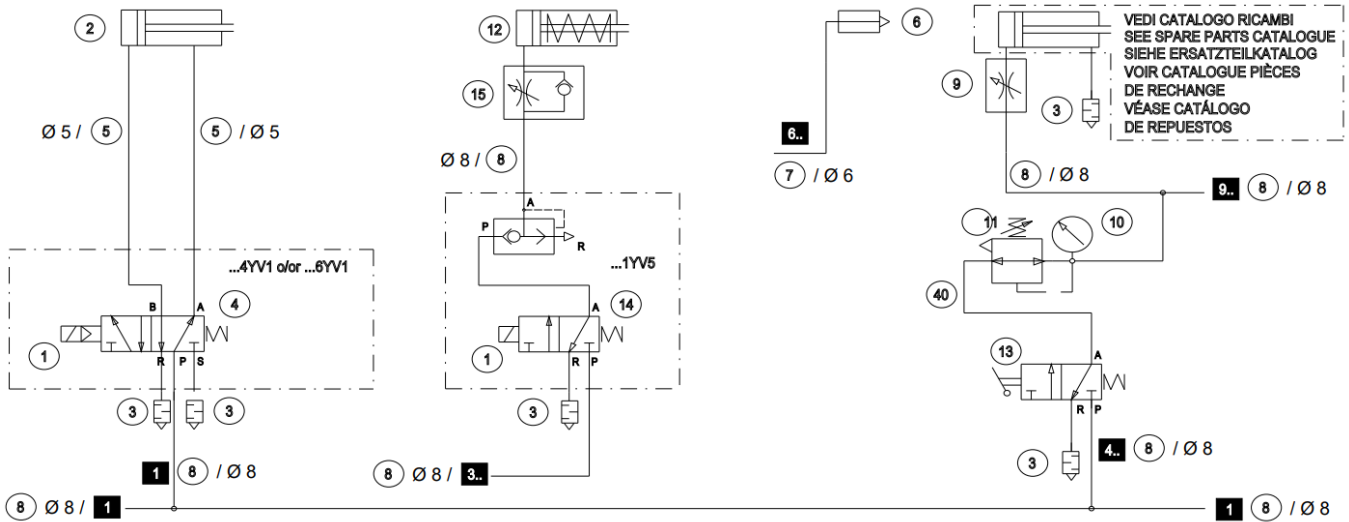 2
12
6
VEDI CATALOGO RICAMBI
SEE SPARE PARTS CATALOGUE
SIEHE ERSATZTEILKATALOG
VOIR CATALOGUE PIÈCES
DE RECHANGE
VÉASE CATÁLOGO
DE REPUESTOS
15
9
3
Ø 5 / 5
5 / Ø 5
6..
Ø 8 / 8
7 / Ø 6
8 / Ø 8
9.. 8 / Ø 8
A
P
R
11
10
...4YV1 o/or ...6YV1
...1YV5
40
B
A
4
A
14
1
R
P
S
1
R
P
13
A
R
P
3
3
3
3
4.. 8 / Ø 8
1 8 / Ø 8
8 Ø 8 / 3..
8 Ø 8 / 1
1 8 / Ø 8